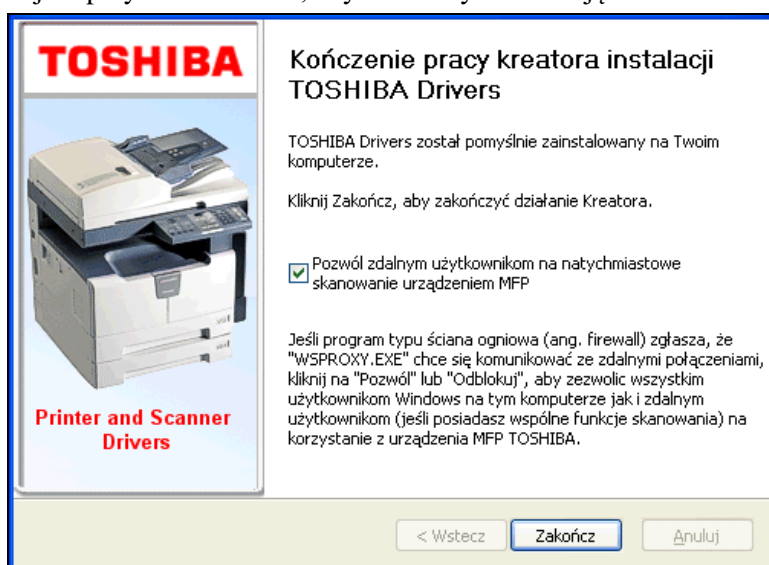 TOSHIBA
Kończenie pracy kreatora instalacji
TOSHIBA Drivers
TOSHIBA Drivers został pomyślnie zainstalowany na Twoim
komputerze.
Kliknij Zakończ, aby zakończyć działanie Kreatora.
Pozwól zdalnym użytkownikom na natychmiastowe
skanowanie urządzeniem MFP
Jeśli program typu ściana ogniowa (ang. firewall) zgłasza, że
"WSPROXY.EXE" chce się komunikować ze zdalnymi połączeniami,
kliknij na "Pozwól" lub "Odblokuj", aby zezwolic wszystkim
użytkownikom Windows na tym komputerze jak i zdalnym
użytkownikom (jeśli posiadasz wspólne funkcje skanowania) na
korzystanie z urządzenia MFP TOSHIBA.
Printer and Scanner
Drivers
< Wstecz
Zakończ
Anuluj